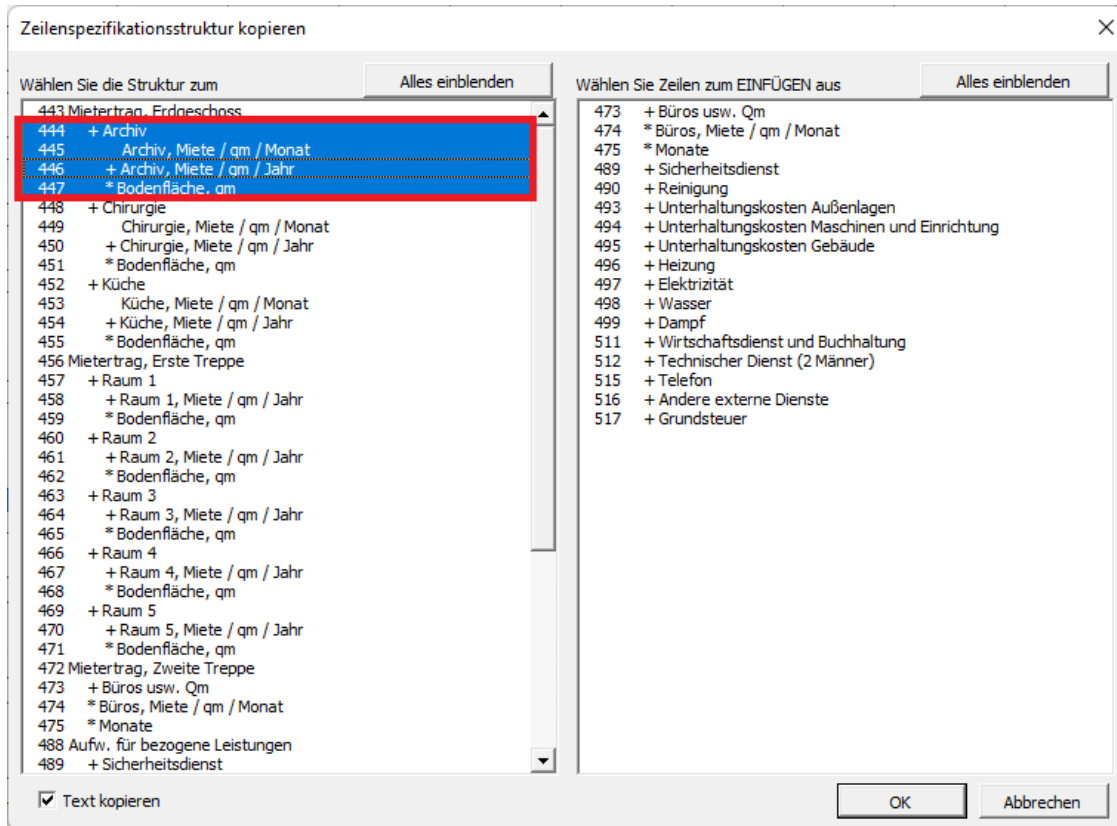 Zeilenspezifikationsstruktur kopieren
Wählen Sie die Struktur zum
Alles einblenden
443 Mietertrag, Erdgeschoss
444 + Archiv
445 Archiv, Miete / qm / Monat
446 + Archiv, Miete / qm / Jahr
447 * Bodenfläche, qm
448 + Chirurgie
449 Chirurgie, Miete / qm / Monat
450 + Chirurgie, Miete / qm / Jahr
451 * Bodenfläche, qm
452 + Küche
453 Küche, Miete / qm / Monat
454 + Küche, Miete / qm / Jahr
455 * Bodenfläche, qm
456 Mietertrag, Erste Treppe
457 + Raum 1
458 + Raum 1, Miete / qm / Jahr
459 * Bodenfläche, qm
460 + Raum 2
461 + Raum 2, Miete / qm / Jahr
462 * Bodenfläche, qm
463 + Raum 3
464 + Raum 3, Miete / qm / Jahr
465 * Bodenfläche, qm
466 + Raum 4
467 + Raum 4, Miete / qm / Jahr
468 * Bodenfläche, qm
469 + Raum 5
470 + Raum 5, Miete / qm / Jahr
471 * Bodenfläche, qm
472 Mietertrag, Zweite Treppe
473 + Büros usw. Qm
474 * Büros, Miete / qm / Monat
475 * Monate
488 Aufw. für bezogene Leistungen
489 + Sicherheitsdienst
Wählen Sie Zeilen zum EINFÜGEN aus
Alles einblenden
473 + Büros usw. Qm
474 * Büros, Miete / qm / Monat
475 * Monate
489 + Sicherheitsdienst
490 + Reinigung
493 + Unterhaltungskosten Außenlagen
494 + Unterhaltungskosten Maschinen und Einrichtung
495 + Unterhaltungskosten Gebäude
496 + Heizung
497 + Elektrizität
498 + Wasser
499 + Dampf
511 + Wirtschaftsdienst und Buchhaltung
512 + Technischer Dienst (2 Männer)
515 + Telefon
516 + Andere externe Dienste
517 + Grundsteuer
Text kopieren
OK
Abbrechen